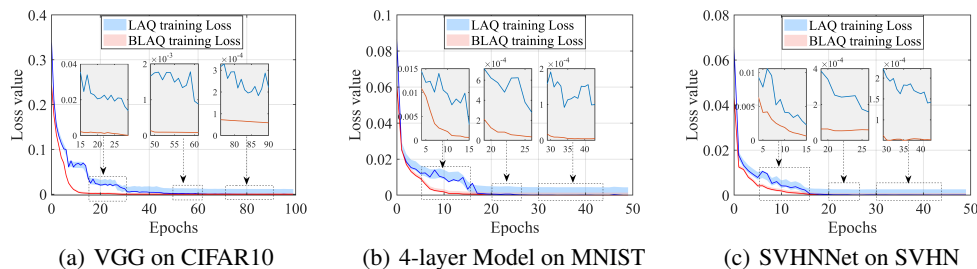 0.4
0.3
0.2
0.1
0
Loss value
LAQ training Loss
BLAQ training Loss
0.04
0.02
0
15 20 25
×10⁻³
2
1
0
50 55 60
×10⁻⁴
3
2
1
0
80 85 90
0 20 40 60 80 100
Epochs
(a) VGG on CIFAR10
0.1
0.08
0.06
0.04
0.02
0
Loss value
LAQ training Loss
BLAQ training Loss
0.015
0.01
0.005
5 10 15
×10⁻⁴
6
4
2
20 25
×10⁻⁴
2
1
0
30 35 40
0 10 20 30 40 50
Epochs
(b) 4-layer Model on MNIST
0.08
0.06
0.04
0.02
0
Loss value
LAQ training Loss
BLAQ training Loss
0.01
0.005
0
5 10 15
×10⁻⁴
4
2
20 25
×10⁻⁴
2
1.5
1
0.5
30 35 40
0 10 20 30 40 50
Epochs
(c) SVHNNet on SVHN